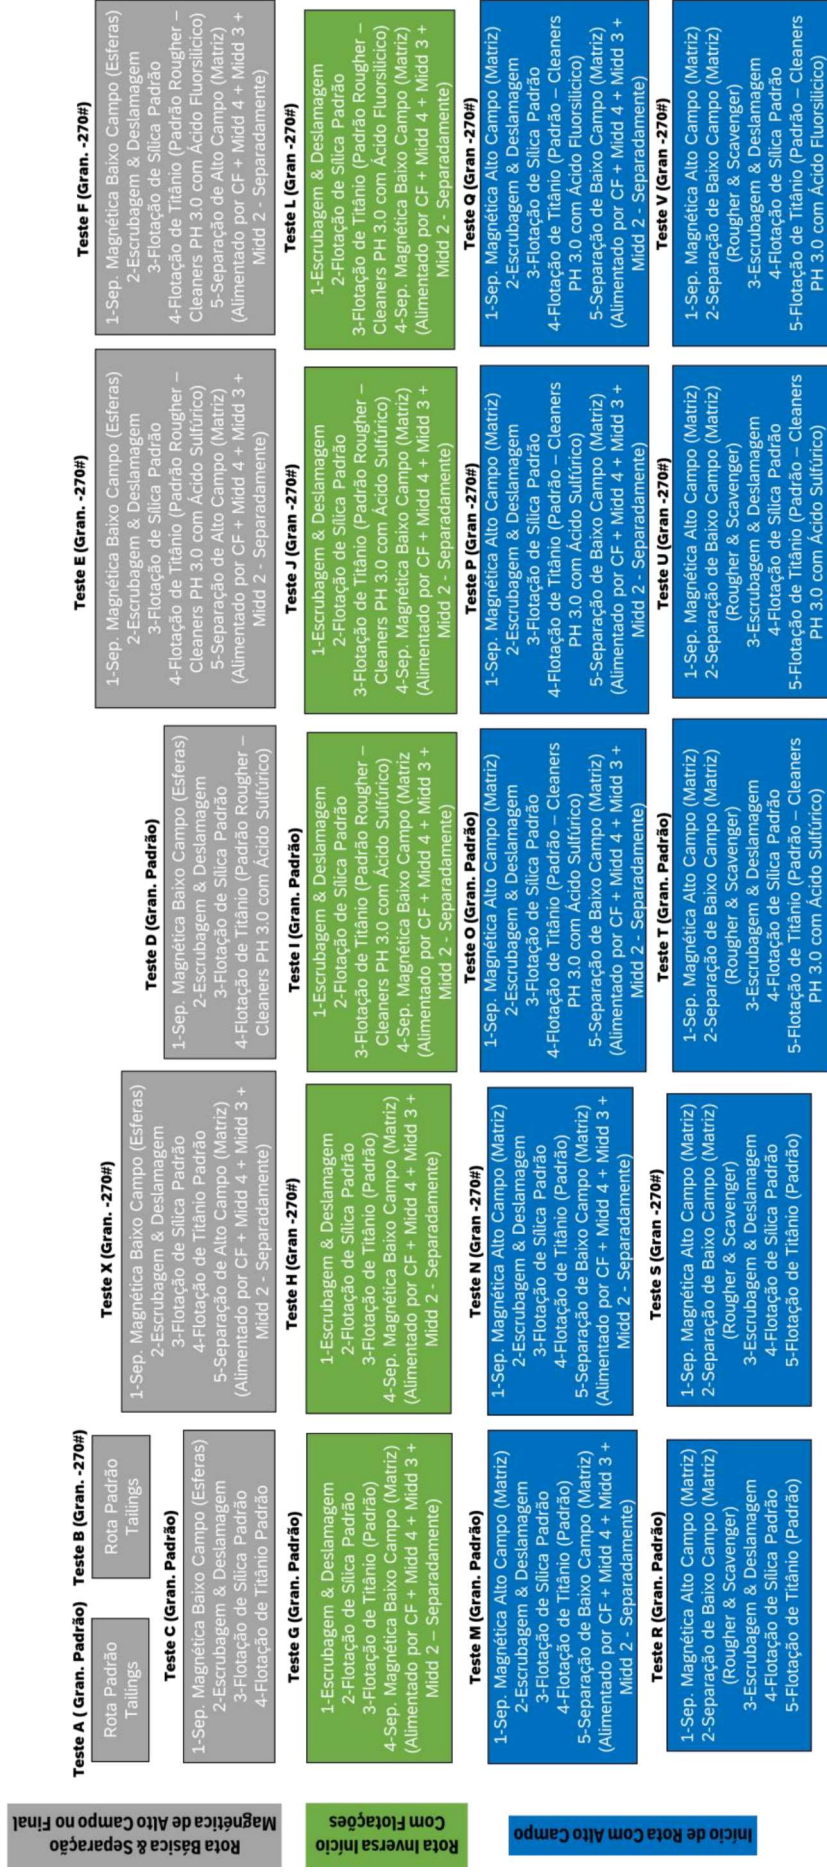 Rota Básica & Separação
Magnética de Alto Campo no Final
Teste A ( Gran. Padrão)
Rota Padrão
Tailings
Teste B (Gran. -270#)
Rota Padrão
Tailings
Teste C (Gran. Padrão)
1-Sep. Magnética Baixo Campo (Esferas)
2-Escrubagem & Deslamagem
3-Flotação de Sílica Padrão
4-Flotação de Titânio Padrão
Teste X (Gran. -270#)
1-Sep. Magnética Baixo Campo (Esferas)
2-Escrubagem & Deslamagem
3-Flotação de Sílica Padrão
4-Flotação de Titânio Padrão
5-Separação de Alto Campo (Matriz)
(Alimentado por CF + Midd 4 + Midd 3 +
Midd 2 - Separadamente)
Teste D (Gran. Padrão)
1-Sep. Magnética Baixo Campo (Esferas)
2-Escrubagem & Deslamagem
3-Flotação de Sílica Padrão
4-Flotação de Titânio (Padrão Rougher –
Cleaners PH 3.0 com Ácido Sulfúrico)
Teste E (Gran. -270#)
1-Sep. Magnética Baixo Campo (Esferas)
2-Escrubagem & Deslamagem
3-Flotação de Sílica Padrão
4-Flotação de Titânio (Padrão Rougher –
Cleaners PH 3.0 com Ácido Sulfúrico)
5-Separação de Alto Campo (Matriz)
(Alimentado por CF + Midd 4 + Midd 3 +
Midd 2 - Separadamente)
Teste F (Gran. -270#)
1-Sep. Magnética Baixo Campo (Esferas)
2-Escrubagem & Deslamagem
3-Flotação de Sílica Padrão
4-Flotação de Titânio (Padrão Rougher –
Cleaners PH 3.0 com Ácido Fluorsilícico)
5-Separação de Alto Campo (Matriz)
(Alimentado por CF + Midd 4 + Midd 3 +
Midd 2 - Separadamente)
Rota Inversa Início
Com Flotações
Teste G (Gran. Padrão)
1-Escrubagem & Deslamagem
2-Flotação de Sílica Padrão
3-Flotação de Titânio (Padrão)
4-Sep. Magnética Baixo Campo (Matriz)
(Alimentado por CF + Midd 4 + Midd 3 +
Midd 2 – Separadamente)
Teste H (Gran -270#)
1-Escrubagem & Deslamagem
2-Flotação de Sílica Padrão
3-Flotação de Titânio (Padrão)
4-Sep. Magnética Baixo Campo (Matriz)
(Alimentado por CF + Midd 4 + Midd 3 +
Midd 2 - Separadamente)
Teste I (Gran. Padrão)
1-Escrubagem & Deslamagem
2-Flotação de Sílica Padrão
3-Flotação de Titânio (Padrão Rougher –
Cleaners PH 3.0 com Ácido Sulfúrico)
4-Sep. Magnética Baixo Campo (Matriz
(Alimentado por CF + Midd 4 + Midd 3 +
Midd 2 - Separadamente)
Teste J (Gran -270#)
1-Escrubagem & Deslamagem
2-Flotação de Sílica Padrão
3-Flotação de Titânio (Padrão Rougher –
Cleaners PH 3.0 com Ácido Sulfúrico)
4-Sep. Magnética Baixo Campo (Matriz)
(Alimentado por CF + Midd 4 + Midd 3 +
Midd 2 - Separadamente)
Teste L (Gran -270#)
1-Escrubagem & Deslamagem
2-Flotação de Sílica Padrão
3-Flotação de Titânio (Padrão Rougher –
Cleaners PH 3.0 com Ácido Fluorsilícico)
4-Sep. Magnética Baixo Campo (Matriz)
(Alimentado por CF + Midd 4 + Midd 3 +
Midd 2 - Separadamente)
Início de Rota Com Alto Campo
Teste M (Gran. Padrão)
1-Sep. Magnética Alto Campo (Matriz)
2-Escrubagem & Deslamagem
3-Flotação de Sílica Padrão
4-Flotação de Titânio (Padrão)
5-Separação de Baixo Campo (Matriz)
(Alimentado por CF + Midd 4 + Midd 3 +
Midd 2 - Separadamente)
Teste N (Gran -270#)
1-Sep. Magnética Alto Campo (Matriz)
2-Escrubagem & Deslamagem
3-Flotação de Sílica Padrão
4-Flotação de Titânio (Padrão)
5-Separação de Baixo Campo (Matriz)
(Alimentado por CF + Midd 4 + Midd 3 +
Midd 2 - Separadamente)
Teste O (Gran. Padrão)
1-Sep. Magnética Alto Campo (Matriz)
2-Escrubagem & Deslamagem
3-Flotação de Sílica Padrão
4-Flotação de Titânio (Padrão – Cleaners
PH 3.0 com Ácido Sulfúrico)
5-Separação de Baixo Campo (Matriz)
(Alimentado por CF + Midd 4 + Midd 3 +
Midd 2 - Separadamente)
Teste P (Gran -270#)
1-Sep. Magnética Alto Campo (Matriz)
2-Escrubagem & Deslamagem
3-Flotação de Sílica Padrão
4-Flotação de Titânio (Padrão – Cleaners
PH 3.0 com Ácido Sulfúrico)
5-Separação de Baixo Campo (Matriz)
(Alimentado por CF + Midd 4 + Midd 3 +
Midd 2 - Separadamente)
Teste Q (Gran -270#)
1-Sep. Magnética Alto Campo (Matriz)
2-Escrubagem & Deslamagem
3-Flotação de Sílica Padrão
4-Flotação de Titânio (Padrão – Cleaners
PH 3.0 com Ácido Fluorsilícico)
5-Separação de Baixo Campo (Matriz)
(Alimentado por CF + Midd 4 + Midd 3 +
Midd 2 - Separadamente)
Teste R (Gran. Padrão)
1-Sep. Magnética Alto Campo (Matriz)
2-Separação de Baixo Campo (Matriz)
(Rougher & Scavenger)
3-Escrubagem & Deslamagem
4-Flotação de Sílica Padrão
5-Flotação de Titânio (Padrão)
Teste S (Gran -270#)
1-Sep. Magnética Alto Campo (Matriz)
2-Separação de Baixo Campo (Matriz)
(Rougher & Scavenger)
3-Escrubagem & Deslamagem
4-Flotação de Sílica Padrão
5-Flotação de Titânio (Padrão)
Teste T (Gran. Padrão)
1-Sep. Magnética Alto Campo (Matriz)
2-Separação de Baixo Campo (Matriz)
(Rougher & Scavenger)
3-Escrubagem & Deslamagem
4-Flotação de Sílica Padrão
5-Flotação de Titânio (Padrão – Cleaners
PH 3.0 com Ácido Sulfúrico)
Teste U (Gran -270#)
1-Sep. Magnética Alto Campo (Matriz)
2-Separação de Baixo Campo (Matriz)
(Rougher & Scavenger)
3-Escrubagem & Deslamagem
4-Flotação de Sílica Padrão
5-Flotação de Titânio (Padrão – Cleaners
PH 3.0 com Ácido Sulfúrico)
Teste V (Gran -270#)
1-Sep. Magnética Alto Campo (Matriz)
2-Separação de Baixo Campo (Matriz)
(Rougher & Scavenger)
3-Escrubagem & Deslamagem
4-Flotação de Sílica Padrão
5-Flotação de Titânio (Padrão – Cleaners
PH 3.0 com Ácido Fluorsilícico)